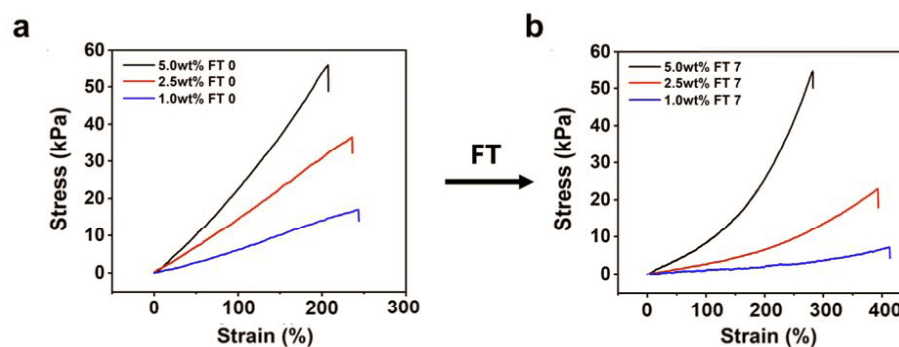 a
60
50
40
30
20
10
0
Stress (kPa)
5.0wt% FT 0
2.5wt% FT 0
1.0wt% FT 0
0
100
200
300
Strain (%)
FT
b
60
50
40
30
20
10
0
Stress (kPa)
5.0wt% FT 7
2.5wt% FT 7
1.0wt% FT 7
0
100
200
300
400
Strain (%)